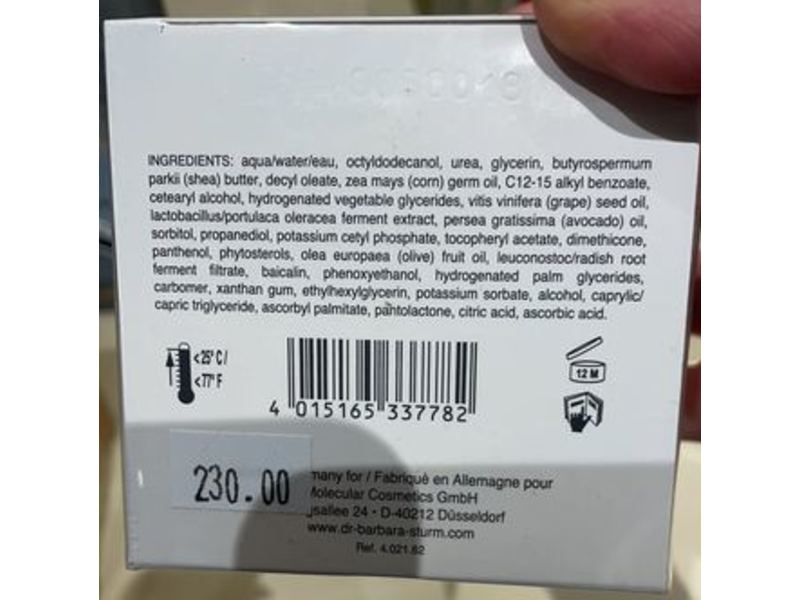 INGREDIENTS: aqua/water/eau, octyldodecanol, urea, glycerin, butyrospermum
parkii (shea) butter, decyl oleate, zea mays (corn) germ oil, C12-15 alkyl benzoate,
cetearyl alcohol, hydrogenated vegetable glycerides, vitis vinifera (grape) seed oil,
lactobacillus/portulaca oleracea ferment extract, persea gratissima (avocado) oil,
sorbitol, propanediol, potassium cetyl phosphate, tocopheryl acetate, dimethicone,
panthenol, phytosterols, olea europaea (olive) fruit oil, leuconostoc/radish root
ferment filtrate, baicalin, phenoxyethanol, hydrogenated palm glycerides,
carbomer, xanthan gum, ethylhexylglycerin, potassium sorbate, alcohol, caprylic/
capric triglyceride, ascorbyl palmitate, pantolactone, citric acid, ascorbic acid.
<25°C/
<77°F
12 M
4 015165 337782
230.00
many for / Fabriqué en Allemagne pour
Molecular Cosmetics GmbH
sallee 24 • D-40212 Düsseldorf
www.dr-barbara-sturm.com
Ref. 4.021.62